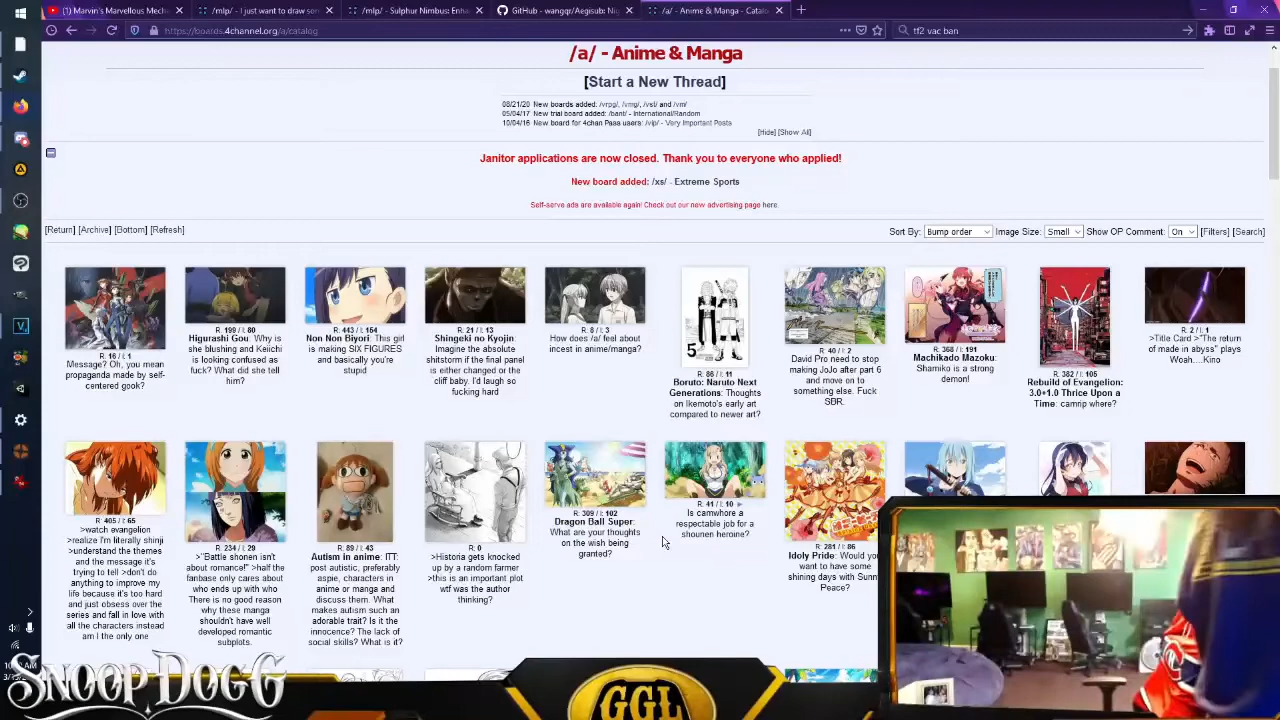 Marvin's Marvellous Mech
/mlp/ - I just want to draw son
/mlp/ - Sulphur Nimbus: Enha
GitHub - wangqr/Aegisub: Nig
/a/ - Anime & Manga - Catalo
https://boards.4channel.org/a/catalog
tf2 vac ban
/a/ - Anime & Manga
[Start a New Thread]
08/21/20 New boards added: /vrpg/, /vmg/, /vst/ and /vm/
05/04/17 New trial board added: /bant/ - International/Random
10/04/16 New board for 4chan Pass users: /vip/ - Very Important Posts
[Hide] [Show All]
Janitor applications are now closed. Thank you to everyone who applied!
New board added: /xs/ - Extreme Sports
Self-serve ads are available again! Check out our new advertising page here.
[Return] [Archive] [Bottom] [Refresh]
Sort By: Bump order Image Size: Small Show OP Comment: On [Filters] [Search]
R: 16 / I: 1
Message? Oh, you mean
propaganda made by self-
centered gook?
R: 199 / I: 80
Higurashi Gou: Why is
she blushing and Keiichi
is looking confused as
fuck? What did she tell
him?
R: 443 / I: 154
Non Non Biyori: This girl
is making SIX FIGURES
and basically you're
stupid
R: 21 / I: 13
Shingeki no Kyojin:
Imagine the absolute
shitstorm if the final panel
is either changed or the
cliff baby. I'd laugh so
fucking hard
R: 8 / I: 3
How does /a/ feel about
incest in anime/manga?
5
R: 86 / I: 11
Boruto: Naruto Next
Generations: Thoughts
on Ikemoto's early art
compared to newer art?
R: 40 / I: 2
David Pro need to stop
making JoJo after part 6
and move on to
something else. Fuck
SBR.
R: 368 / I: 191
Machikado Mazoku:
Shamiko is a strong
demon!
R: 382 / I: 105
Rebuild of Evangelion:
3.0+1.0 Thrice Upon a
Time: camrip where?
R: 2 / I: 1
>Title Card >"The return
of made in abyss" plays
Woah....Kino
R: 405 / I: 65
>watch evangelion
>realize I'm literally shinji
>understand the themes
and the message it's
trying to tell >don't do
anything to improve my
life because it's too hard
and just obsess over the
series and fall in love with
all the characters instead
am I the only one
R: 234 / I: 29
>"Battle shonen isn't
about romance!" >half the
fanbase only cares about
who ends up with who
There is no good reason
why these manga
shouldn't have well
developed romantic
subplots.
R: 89 / I: 43
Autism in anime: ITT:
post autistic, preferably
aspie, characters in
anime or manga and
discuss them. What
makes autism such an
adorable trait? Is it the
innocence? The lack of
social skills? What is it?
R: 0
>Historia gets knocked
up by a random farmer
>this is an important plot
wtf was the author
thinking?
R: 309 / I: 102
Dragon Ball Super:
What are your thoughts
on the wish being
granted?
R: 41 / I: 10
Is camwhore a
respectable job for a
shounen heroine?
R: 281 / I: 86
Idoly Pride: Would you
want to have some
shining days with Sunny
Peace?
SNOOP DOGG
GGL